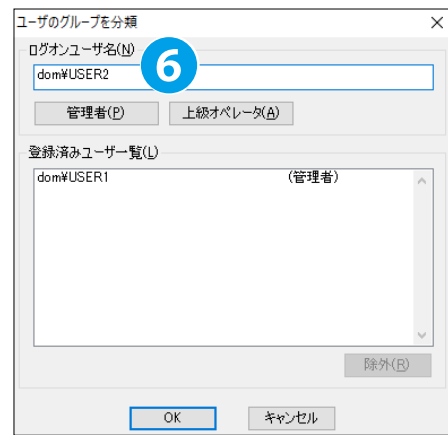 ユーザのグループを分類
ログオンユーザ名(N)
6
dom¥USER2
管理者(P) 上級オペレータ(A)
登録済みユーザー覧(L)
dom¥USER1 (管理者)
除外(R)
OK キャンセル